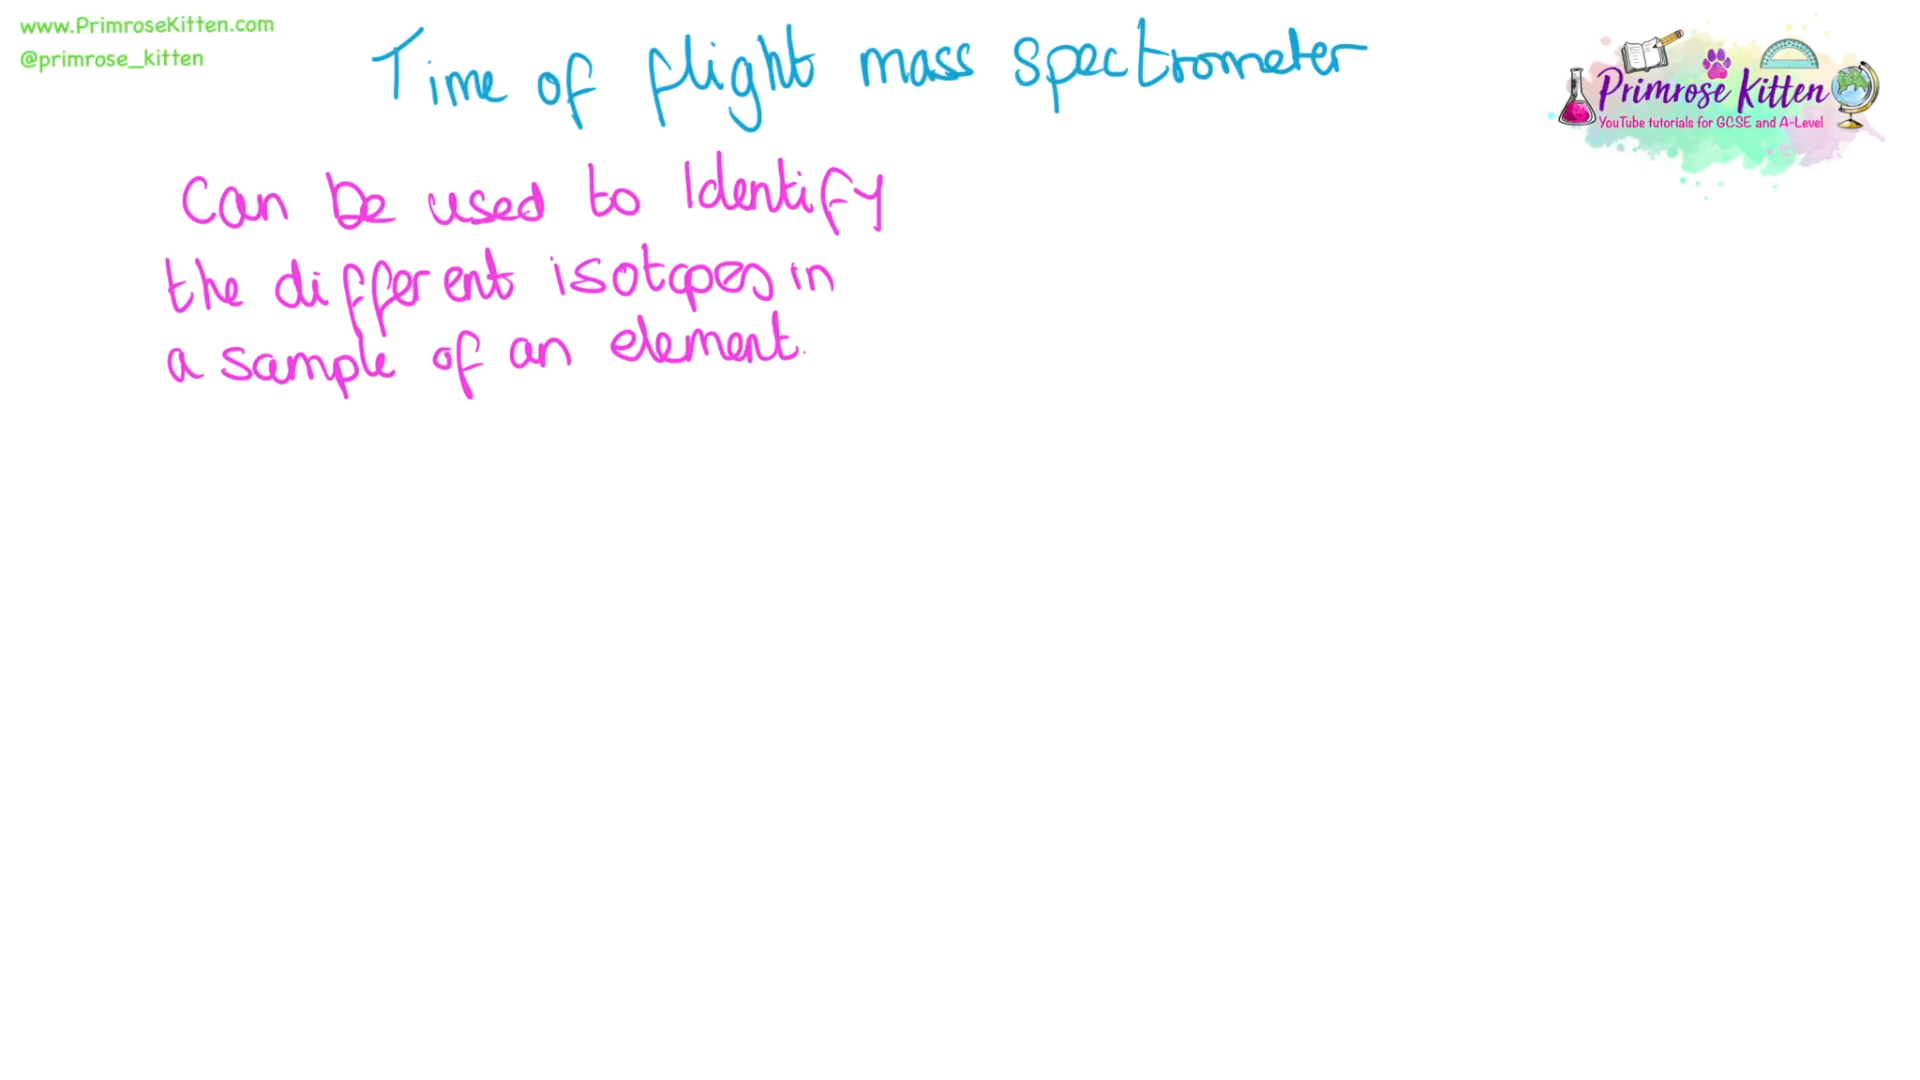 www.PrimroseKitten.com
@primrose_kitten
Time of flight mass spectrometer
Primrose Kitten
YouTube tutorials for GCSE and A-Level
Can be used to Identify
the different isotopes in
a sample of an element.